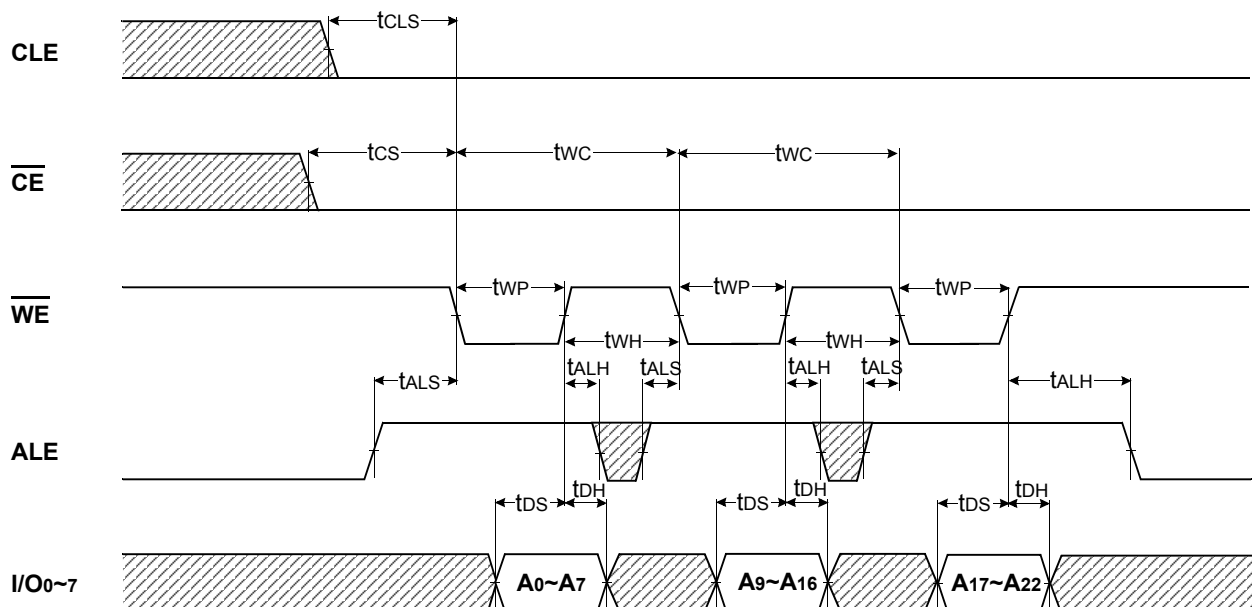 tCLS
CLE
tCS tWC tWC
CE
tWP tWP tWP
WE
tWH tWH
tALS tALH tALS tALH tALS tALH
ALE
tDS tDH tDS tDH tDS tDH
I/O0~7 A0~A7 A9~A16 A17~A22